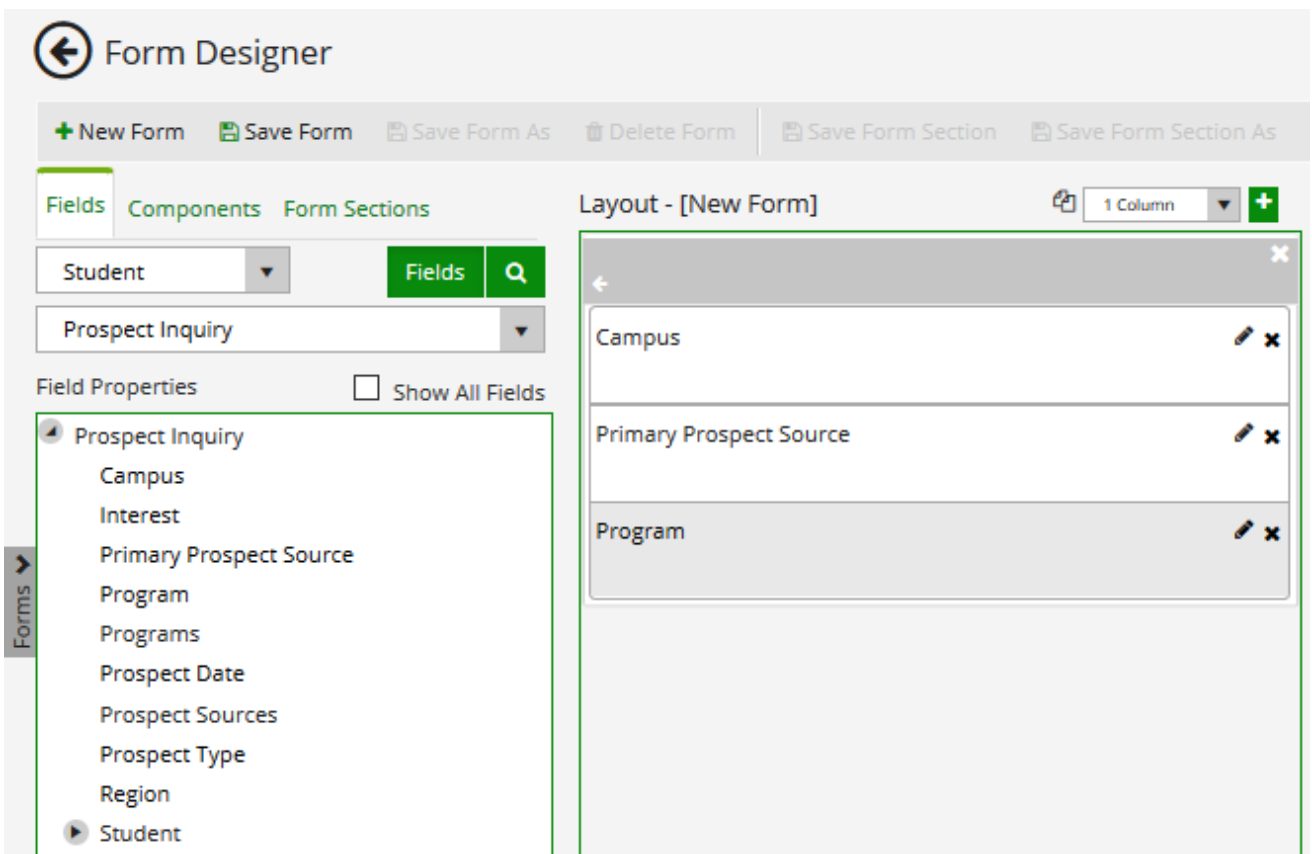 Form Designer
New Form Save Form Save Form As Delete Form Save Form Section Save Form Section As
Fields Components Form Sections
Layout - [New Form] 1 Column
Student Fields
Prospect Inquiry
Field Properties Show All Fields
Prospect Inquiry
Campus
Interest
Primary Prospect Source
Program
Programs
Prospect Date
Prospect Sources
Prospect Type
Region
Student
Forms
Campus
Primary Prospect Source
Program